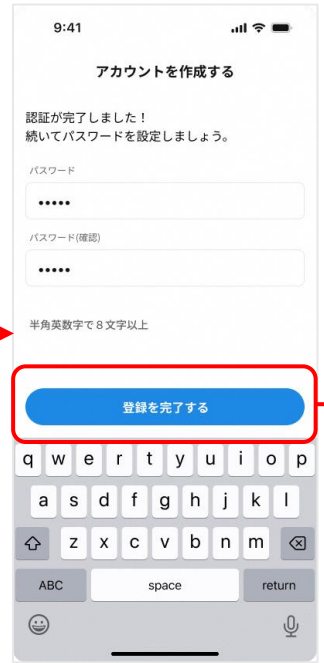 9:41
アカウントを作成する
認証が完了しました！
続いてパスワードを設定しましょう。
パスワード
•••••
パスワード(確認)
•••••
半角英数字で８文字以上
登録を完了する
q w e r t y u i o p
a s d f g h j k l
z x c v b n m
ABC space return